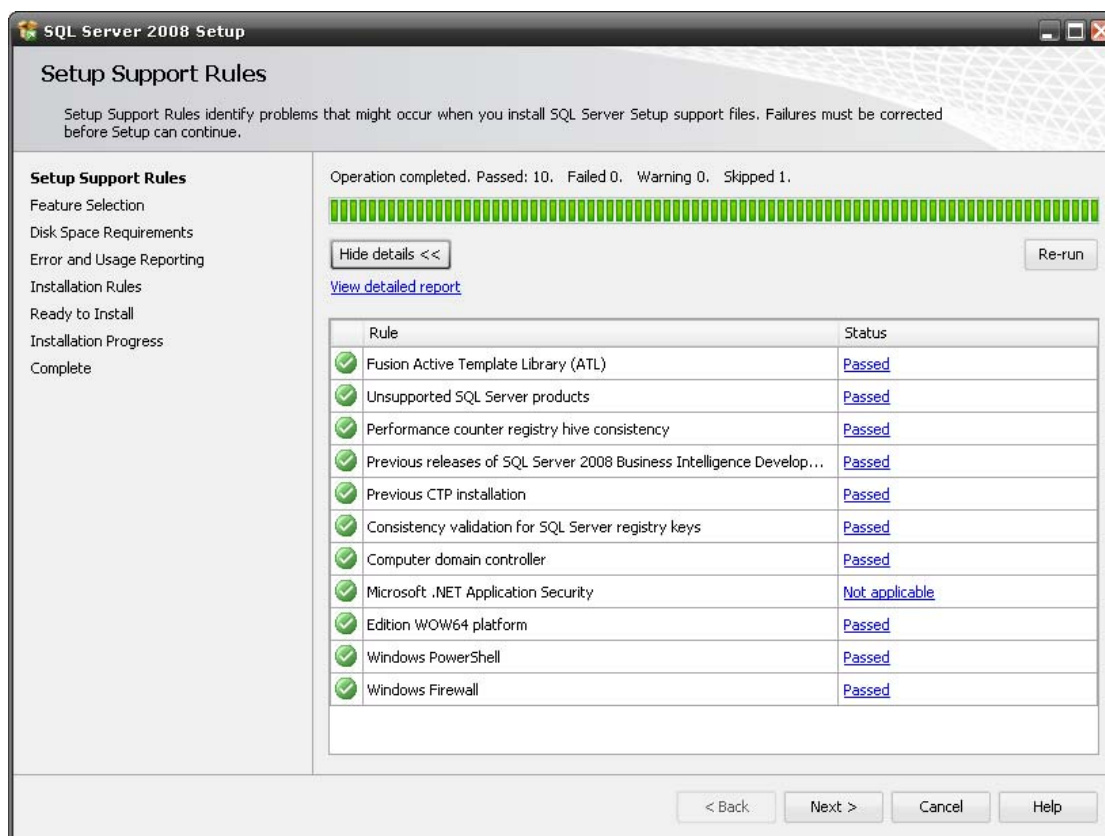 SQL Server 2008 Setup
Setup Support Rules
Setup Support Rules identify problems that might occur when you install SQL Server Setup support files. Failures must be corrected
before Setup can continue.
Setup Support Rules
Feature Selection
Disk Space Requirements
Error and Usage Reporting
Installation Rules
Ready to Install
Installation Progress
Complete
Operation completed. Passed: 10. Failed 0. Warning 0. Skipped 1.
Hide details <<
Re-run
View detailed report
Rule Status
Fusion Active Template Library (ATL) Passed
Unsupported SQL Server products Passed
Performance counter registry hive consistency Passed
Previous releases of SQL Server 2008 Business Intelligence Develop... Passed
Previous CTP installation Passed
Consistency validation for SQL Server registry keys Passed
Computer domain controller Passed
Microsoft .NET Application Security Not applicable
Edition WOW64 platform Passed
Windows PowerShell Passed
Windows Firewall Passed
< Back Next > Cancel Help